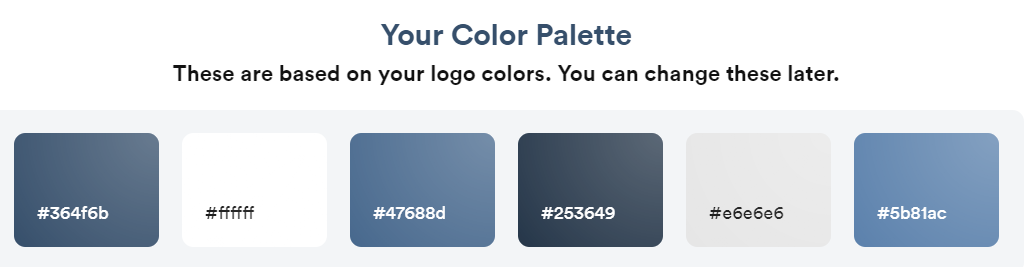 Your Color Palette
These are based on your logo colors. You can change these later.
#364f6b #ffffff #47688d #253649 #e6e6e6 #5b81ac